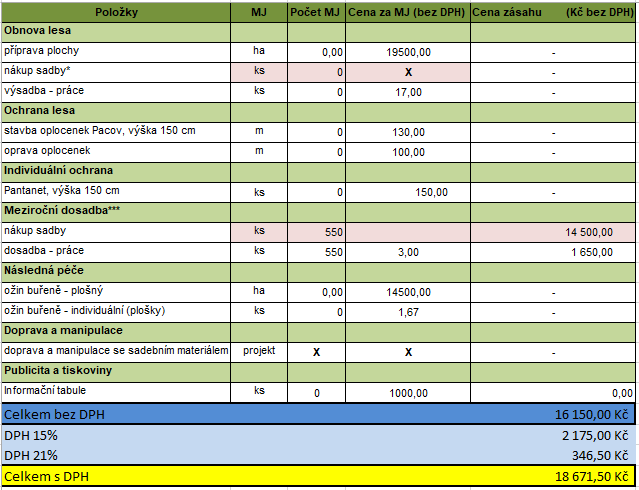 Položky MJ Počet MJ Cena za MJ (bez DPH) Cena zásahu (Kč bez DPH)
Obnova lesa
příprava plochy ha 0,00 19500,00 -
nákup sadby* ks 0 X -
výsadba - práce ks 0 17,00 -
Ochrana lesa
stavba oplocenek Pacov, výška 150 cm m 0 130,00 -
oprava oplocenek m 0 100,00 -
Individuální ochrana
Pantanet, výška 150 cm ks 0 150,00 -
Meziroční dosadba***
nákup sadby ks 550 14 500,00
dosadba - práce ks 550 3,00 1 650,00
Následná péče
ožin buřeně - plošný ha 0,00 14500,00 -
ožin buřeně - individuální (plošky) ks 0 1,67 -
Doprava a manipulace
doprava a manipulace se sadebním materiálem projekt X X -
Publicita a tiskoviny
Informační tabule ks 0 1000,00 0,00
Celkem bez DPH 16 150,00 Kč
DPH 15% 2 175,00 Kč
DPH 21% 346,50 Kč
Celkem s DPH 18 671,50 Kč